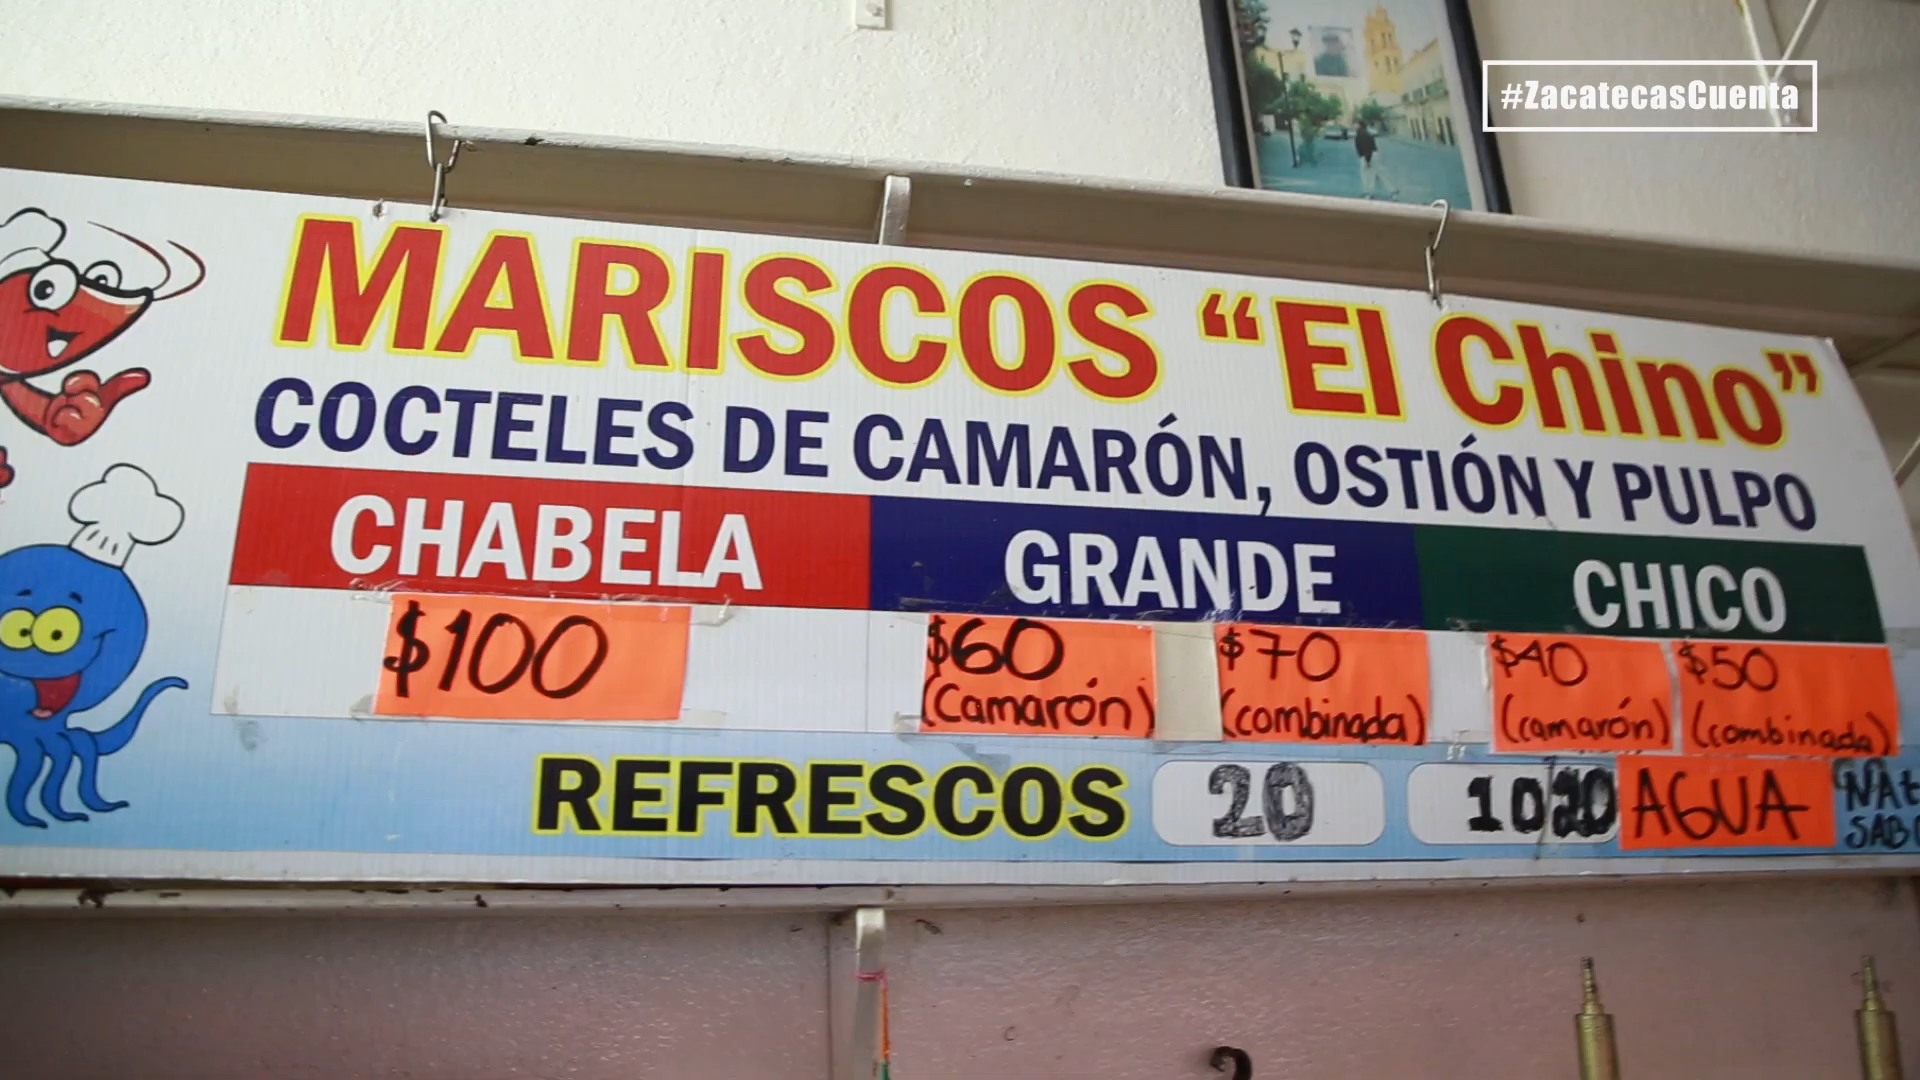 #ZacatecasCuenta
MARISCOS “El Chino”
COCTELES DE CAMARÓN, OSTIÓN Y PULPO
CHABELA GRANDE CHICO
$100 $60 $70 $40 $50
(Camarón) (combinada) (camarón) (combinada)
REFRESCOS 20 10 20 AGUA